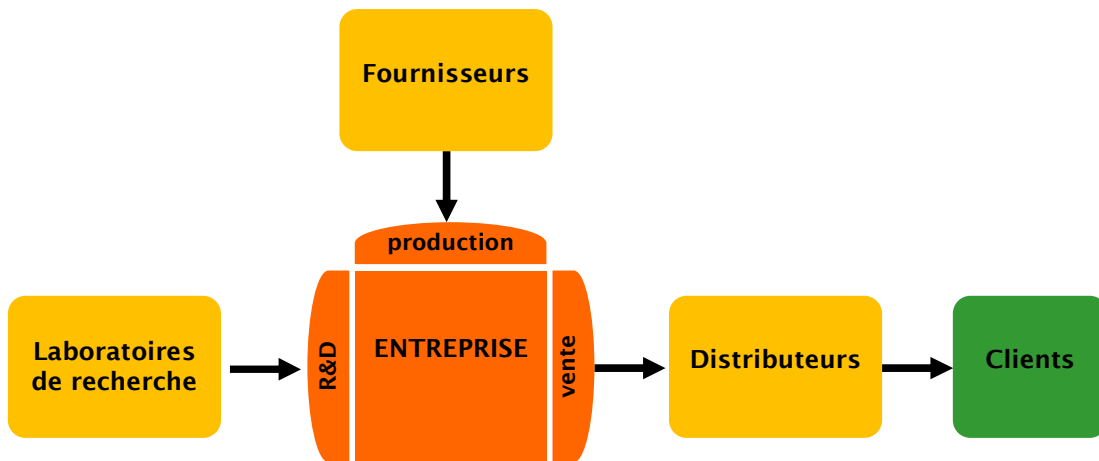 Fournisseurs
production
Laboratoires
de recherche
R&D
ENTREPRISE
vente
Distributeurs
Clients